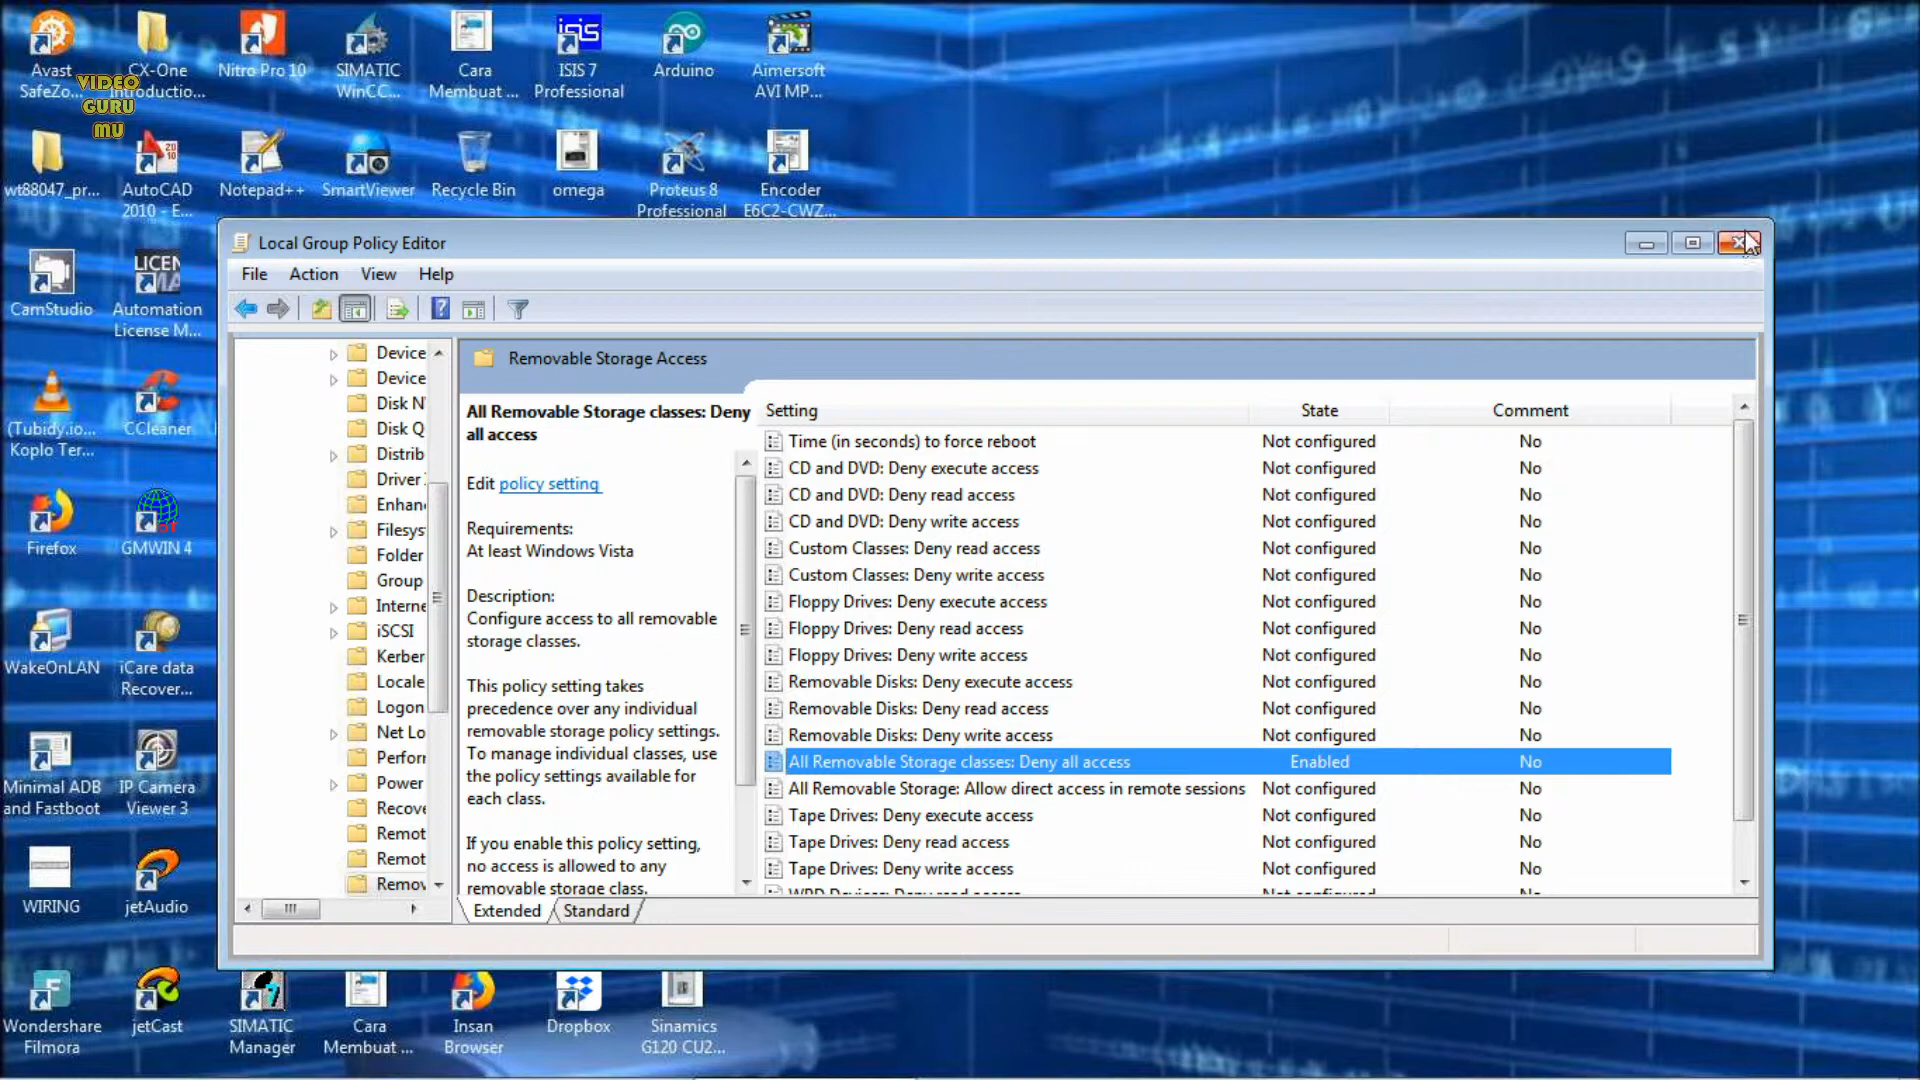 Avast
SafeZo...
CX-One
Introductio...
Nitro Pro 10
SIMATIC
WinCC...
Cara
Membuat ...
ISIS 7
Professional
Arduino
Aimersoft
AVI MP...
VIDEO
GURU
MU
wt88047_pr...
AutoCAD
2010 - E...
Notepad++
SmartViewer
Recycle Bin
omega
Proteus 8
Professional
Encoder
E6C2-CWZ...
CamStudio
Automation
License M...
(Tubidy.io...
Koplo Ter...
CCleaner
Firefox
GMWIN 4
WakeOnLAN
iCare data
Recover...
Minimal ADB
and Fastboot
IP Camera
Viewer 3
WIRING
jetAudio
Local Group Policy Editor
File Action View Help
Device
Device
Disk N
Disk Q
Distrib
Driver
Enhan
Filesys
Folder
Group
Interne
iSCSI
Kerber
Locale
Logon
Net Lo
Perforr
Power
Recove
Remot
Remot
Remov
Removable Storage Access
All Removable Storage classes: Deny
all access
Edit policy setting
Requirements:
At least Windows Vista
Description:
Configure access to all removable
storage classes.
This policy setting takes
precedence over any individual
removable storage policy settings.
To manage individual classes, use
the policy settings available for
each class.
If you enable this policy setting,
no access is allowed to any
removable storage class.
Setting State Comment
Time (in seconds) to force reboot Not configured No
CD and DVD: Deny execute access Not configured No
CD and DVD: Deny read access Not configured No
CD and DVD: Deny write access Not configured No
Custom Classes: Deny read access Not configured No
Custom Classes: Deny write access Not configured No
Floppy Drives: Deny execute access Not configured No
Floppy Drives: Deny read access Not configured No
Floppy Drives: Deny write access Not configured No
Removable Disks: Deny execute access Not configured No
Removable Disks: Deny read access Not configured No
Removable Disks: Deny write access Not configured No
All Removable Storage classes: Deny all access Enabled No
All Removable Storage: Allow direct access in remote sessions Not configured No
Tape Drives: Deny execute access Not configured No
Tape Drives: Deny read access Not configured No
Tape Drives: Deny write access Not configured No
WPD Devices: Deny read access Not configured No
Extended Standard
Wondershare
Filmora
jetCast
SIMATIC
Manager
Cara
Membuat ...
Insan
Browser
Dropbox
Sinamics
G120 CU2...